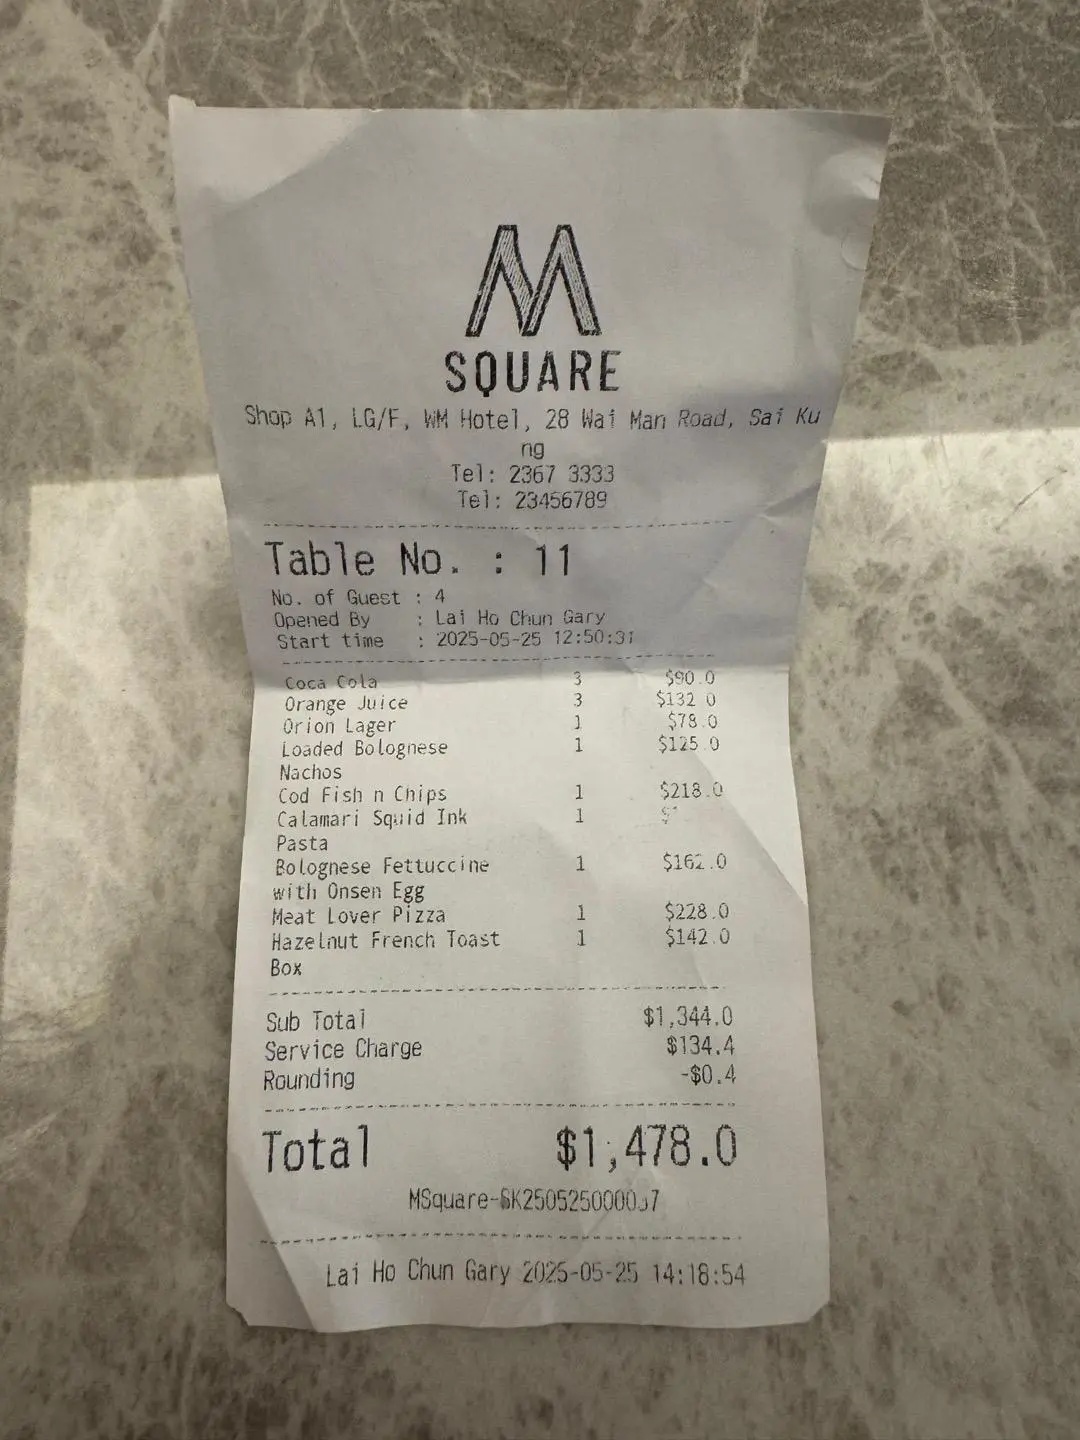 M
SQUARE
Shop A1, LG/F, WM Hotel, 28 Wai Man Road, Sai Ku
ng
Tel: 2367 3333
Tel: 23456789
Table No. : 11
No. of Guest : 4
Opened By : Lai Ho Chun Gary
Start time : 2025-05-25 12:50:31
Coca Cola 3 $90.0
Orange Juice 3 $132.0
Orion Lager 1 $78.0
Loaded Bolognese 1 $125.0
Nachos
Cod Fish n Chips 1 $218.0
Calamari Squid Ink 1
Pasta
Bolognese Fettuccine 1 $162.0
with Onsen Egg
Meat Lover Pizza 1 $228.0
Hazelnut French Toast 1 $142.0
Box
Sub Total $1,344.0
Service Charge $134.4
Rounding -$0.4
Total $1,478.0
Lai Ho Chun Gary 2025-05-25 14:18:54